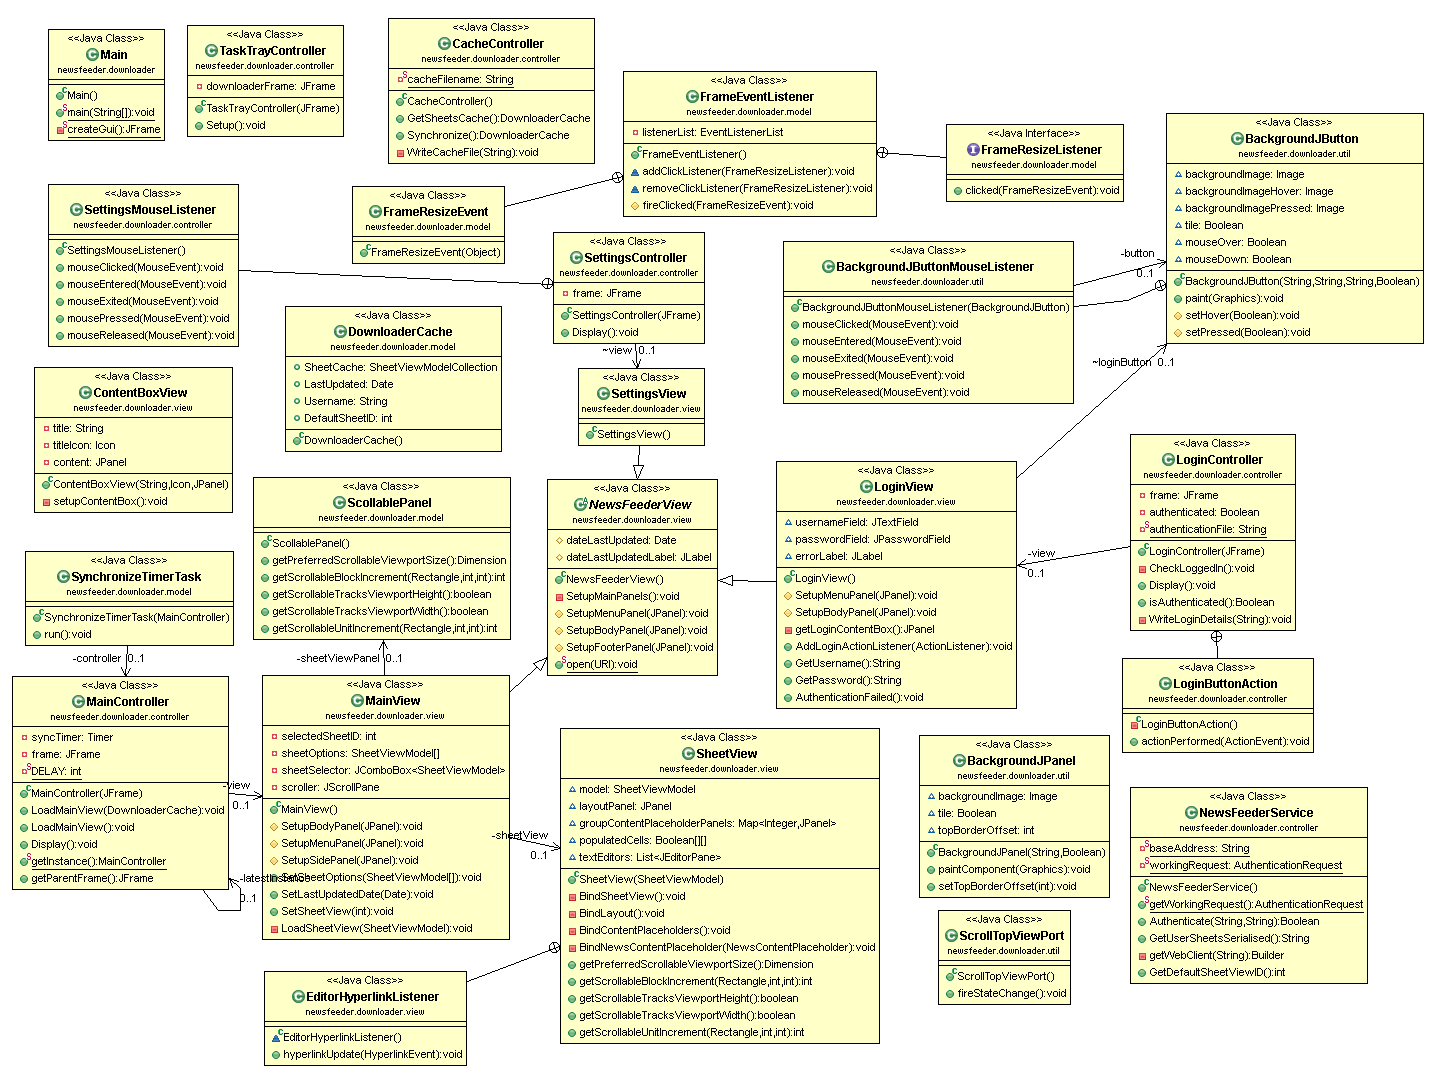 <<Java Class>>
Main
newsfeeder.downloader
Main()
main(String[]):void
createGui():JFrame
<<Java Class>>
TaskTrayController
newsfeeder.downloader.controller
downloaderFrame: JFrame
TaskTrayController(JFrame)
Setup():void
<<Java Class>>
CacheController
newsfeeder.downloader.controller
cacheFilename: String
CacheController()
GetSheetsCache():DownloaderCache
Synchronize():DownloaderCache
WriteCacheFile(String):void
<<Java Class>>
FrameEventListener
newsfeeder.downloader.model
listenerList: EventListenerList
FrameEventListener()
addClickListener(FrameResizeListener):void
removeClickListener(FrameResizeListener):void
fireClicked(FrameResizeEvent):void
<<Java Interface>>
FrameResizeListener
newsfeeder.downloader.model
clicked(FrameResizeEvent):void
<<Java Class>>
BackgroundJButton
newsfeeder.downloader.util
backgroundImage: Image
backgroundImageHover: Image
backgroundImagePressed: Image
tile: Boolean
mouseOver: Boolean
mouseDown: Boolean
BackgroundJButton(String,String,String,Boolean)
paint(Graphics):void
setHover(Boolean):void
setPressed(Boolean):void
<<Java Class>>
SettingsMouseListener
newsfeeder.downloader.controller
SettingsMouseListener()
mouseClicked(MouseEvent):void
mouseEntered(MouseEvent):void
mouseExited(MouseEvent):void
mousePressed(MouseEvent):void
mouseReleased(MouseEvent):void
<<Java Class>>
FrameResizeEvent
newsfeeder.downloader.model
FrameResizeEvent(Object)
<<Java Class>>
SettingsController
newsfeeder.downloader.controller
frame: JFrame
SettingsController(JFrame)
Display():void
~view
0..1
<<Java Class>>
BackgroundJButtonMouseListener
newsfeeder.downloader.util
BackgroundJButtonMouseListener(BackgroundJButton)
mouseClicked(MouseEvent):void
mouseEntered(MouseEvent):void
mouseExited(MouseEvent):void
mousePressed(MouseEvent):void
mouseReleased(MouseEvent):void
-button
0..1
<<Java Class>>
DownloaderCache
newsfeeder.downloader.model
SheetCache: SheetViewModelCollection
LastUpdated: Date
Username: String
DefaultSheetID: int
DownloaderCache()
<<Java Class>>
SettingsView
newsfeeder.downloader.view
SettingsView()
~loginButton
0..1
<<Java Class>>
ContentBoxView
newsfeeder.downloader.view
title: String
titleIcon: Icon
content: JPanel
ContentBoxView(String,Icon,JPanel)
setupContentBox():void
<<Java Class>>
ScollablePanel
newsfeeder.downloader.model
ScollablePanel()
getPreferredScrollableViewportSize():Dimension
getScrollableBlockIncrement(Rectangle,int,int):int
getScrollableTracksViewportHeight():boolean
getScrollableTracksViewportWidth():boolean
getScrollableUnitIncrement(Rectangle,int,int):int
<<Java Class>>
NewsFeederView
newsfeeder.downloader.view
dateLastUpdated: Date
dateLastUpdatedLabel: JLabel
NewsFeederView()
SetupMainPanels():void
SetupMenuPanel(JPanel):void
SetupBodyPanel(JPanel):void
SetupFooterPanel(JPanel):void
open(URI):void
<<Java Class>>
LoginView
newsfeeder.downloader.view
usernameField: JTextField
passwordField: JPasswordField
errorLabel: JLabel
LoginView()
SetupMenuPanel(JPanel):void
SetupBodyPanel(JPanel):void
getLoginContentBox():JPanel
AddLoginActionListener(ActionListener):void
GetUsername():String
GetPassword():String
AuthenticationFailed():void
<<Java Class>>
LoginController
newsfeeder.downloader.controller
frame: JFrame
authenticated: Boolean
authenticationFile: String
LoginController(JFrame)
CheckLoggedIn():void
Display():void
isAuthenticated():Boolean
WriteLoginDetails(String):void
-view
0..1
<<Java Class>>
SynchronizeTimerTask
newsfeeder.downloader.model
SynchronizeTimerTask(MainController)
run():void
-controller
0..1
-sheetViewPanel
0..1
<<Java Class>>
LoginButtonAction
newsfeeder.downloader.controller
LoginButtonAction()
actionPerformed(ActionEvent):void
<<Java Class>>
MainController
newsfeeder.downloader.controller
syncTimer: Timer
frame: JFrame
DELAY: int
MainController(JFrame)
LoadMainView(DownloaderCache):void
LoadMainView():void
Display():void
getInstance():MainController
getParentFrame():JFrame
-view
0..1
-latestInstance
0..1
<<Java Class>>
MainView
newsfeeder.downloader.view
selectedSheetID: int
sheetOptions: SheetViewModel[]
sheetSelector: JComboBox<SheetViewModel>
scroller: JScrollPane
MainView()
SetupBodyPanel(JPanel):void
SetupMenuPanel(JPanel):void
SetupSidePanel(JPanel):void
SetSheetOptions(SheetViewModel[]):void
SetLastUpdatedDate(Date):void
SetSheetView(int):void
LoadSheetView(SheetViewModel):void
-sheetView
0..1
<<Java Class>>
SheetView
newsfeeder.downloader.view
model: SheetViewModel
layoutPanel: JPanel
groupContentPlaceholderPanels: Map<Integer,JPanel>
populatedCells: Boolean[][]
textEditors: List<JEditorPane>
SheetView(SheetViewModel)
BindSheetView():void
BindLayout():void
BindContentPlaceholders():void
BindNewsContentPlaceholder(NewsContentPlaceholder):void
getPreferredScrollableViewportSize():Dimension
getScrollableBlockIncrement(Rectangle,int,int):int
getScrollableTracksViewportHeight():boolean
getScrollableTracksViewportWidth():boolean
getScrollableUnitIncrement(Rectangle,int,int):int
<<Java Class>>
BackgroundJPanel
newsfeeder.downloader.util
backgroundImage: Image
tile: Boolean
topBorderOffset: int
BackgroundJPanel(String,Boolean)
paintComponent(Graphics):void
setTopBorderOffset(int):void
<<Java Class>>
NewsFeederService
newsfeeder.downloader.controller
baseAddress: String
workingRequest: AuthenticationRequest
NewsFeederService()
getWorkingRequest():AuthenticationRequest
Authenticate(String,String):Boolean
GetUserSheetsSerialised():String
getWebClient(String):Builder
GetDefaultSheetViewID():int
<<Java Class>>
ScrollTopViewPort
newsfeeder.downloader.util
ScrollTopViewPort()
fireStateChange():void
<<Java Class>>
EditorHyperlinkListener
newsfeeder.downloader.view
EditorHyperlinkListener()
hyperlinkUpdate(HyperlinkEvent):void